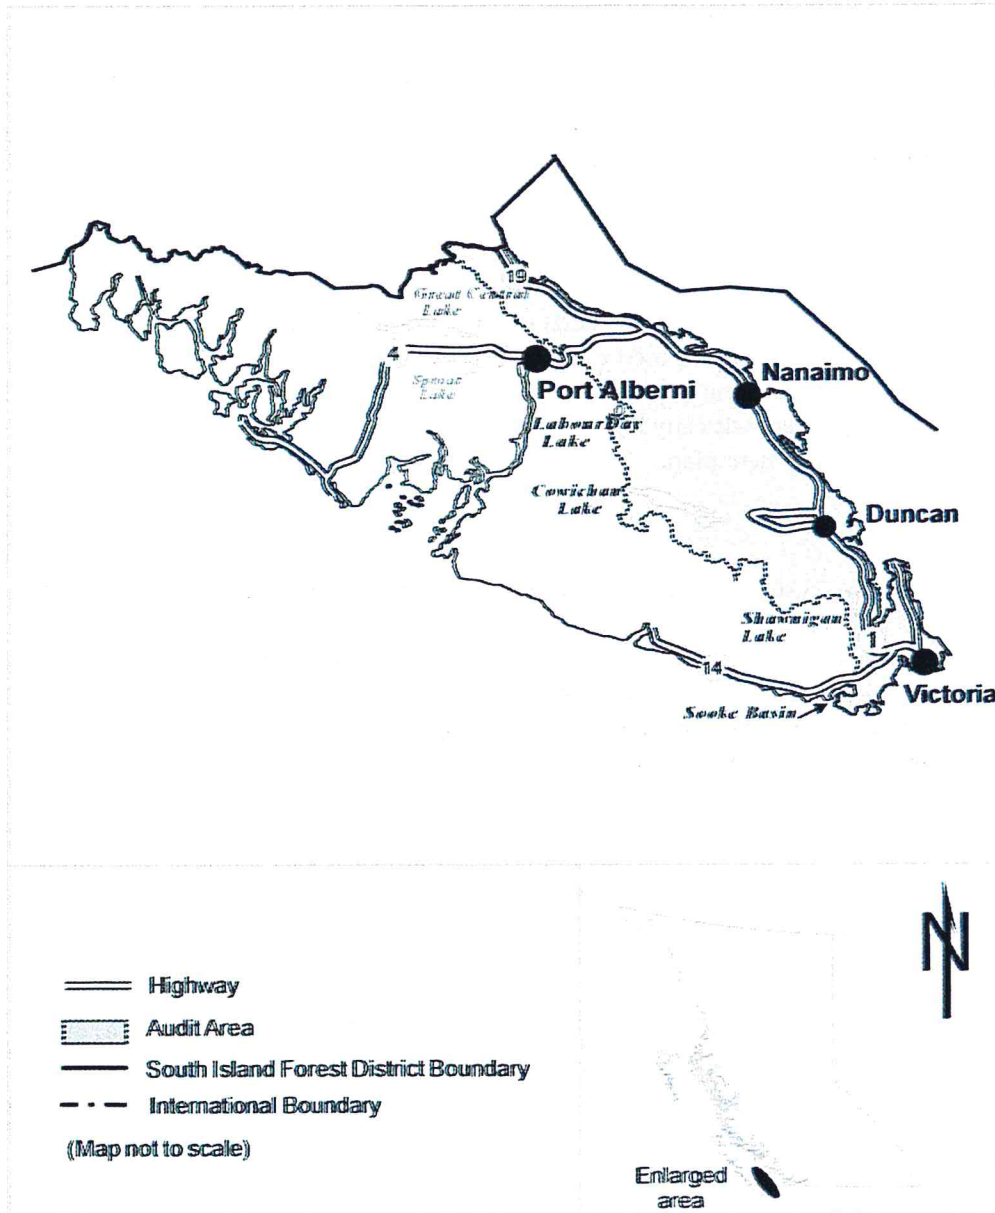 19
Great Central
Lake
4
Sproat
Lake
Port Alberni
Nanaimo
Labour Day
Lake
Cowichan
Lake
Duncan
Shawnigan
Lake
1
14
Victoria
Sooke Basin
N
Highway
Audit Area
South Island Forest District Boundary
International Boundary
(Map not to scale)
Enlarged
area